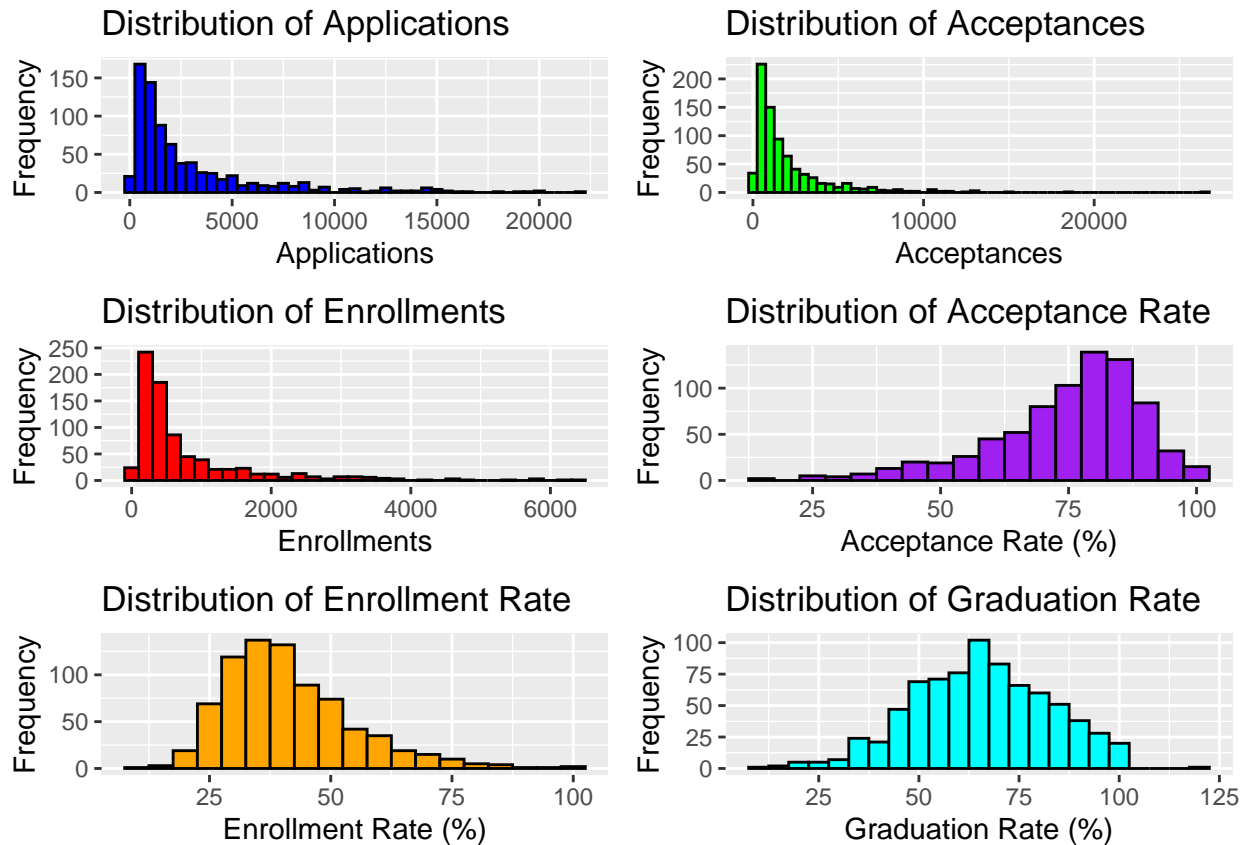 Distribution of Applications
Frequency
150
100
50
0
0 5000 10000 15000 20000
Applications
Distribution of Acceptances
Frequency
200
150
100
50
0
0 10000 20000
Acceptances
Distribution of Enrollments
Frequency
250
200
150
100
50
0
0 2000 4000 6000
Enrollments
Distribution of Acceptance Rate
Frequency
100
50
0
25 50 75 100
Acceptance Rate (%)
Distribution of Enrollment Rate
Frequency
100
50
0
25 50 75 100
Enrollment Rate (%)
Distribution of Graduation Rate
Frequency
100
75
50
25
0
25 50 75 100 125
Graduation Rate (%)